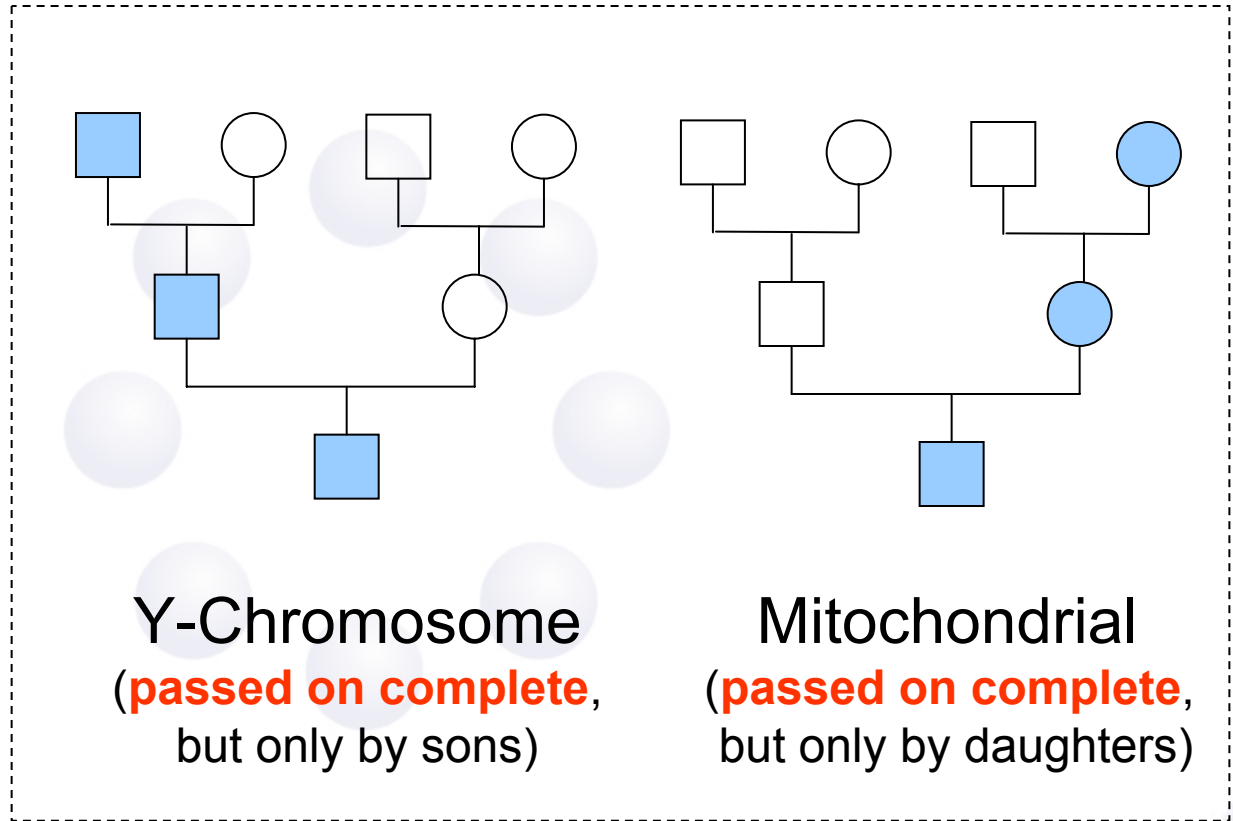 Y-Chromosome
(passed on complete,
but only by sons)
Mitochondrial
(passed on complete,
but only by daughters)